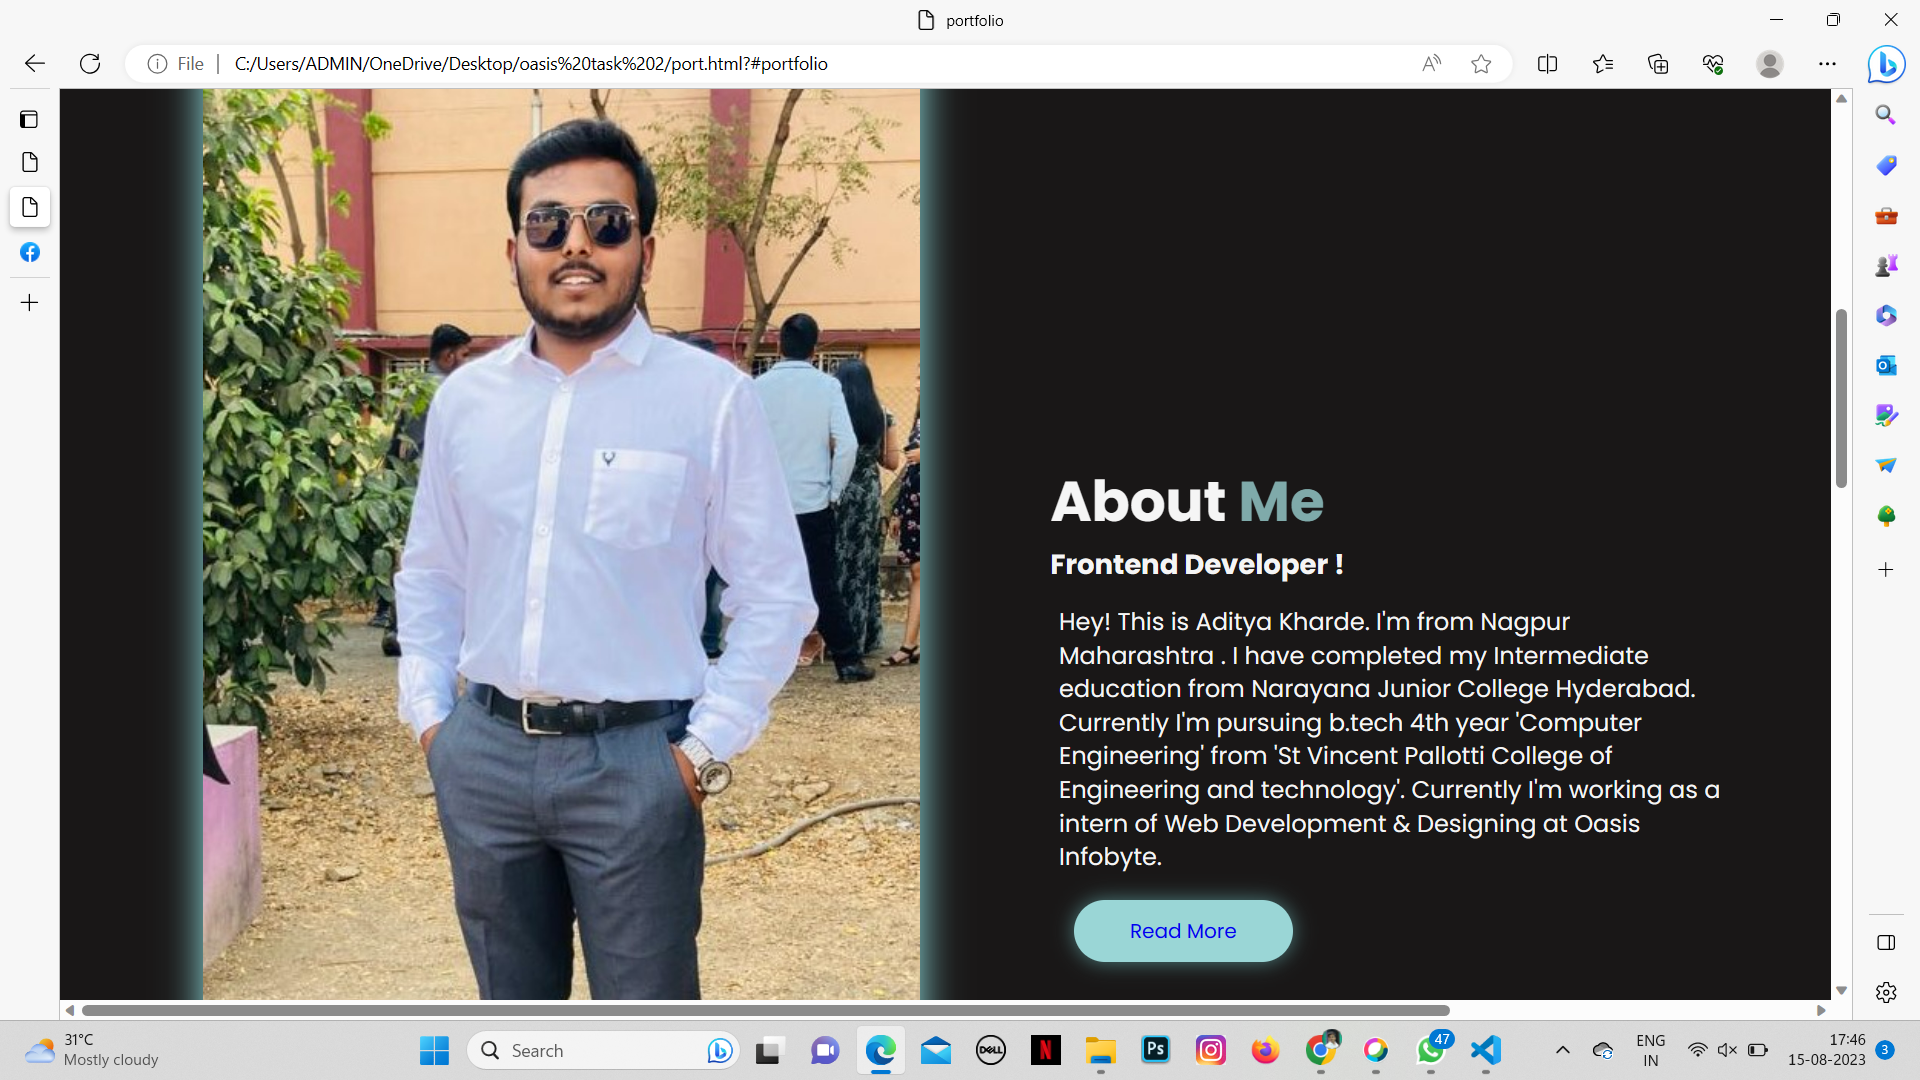 portfolio
File
C:/Users/ADMIN/OneDrive/Desktop/oasis%20task%202/port.html?#portfolio
About Me
Frontend Developer !
Hey! This is Aditya Kharde. I'm from Nagpur
Maharashtra . I have completed my Intermediate
education from Narayana Junior College Hyderabad.
Currently I'm pursuing b.tech 4th year 'Computer
Engineering' from 'St Vincent Pallotti College of
Engineering and technology'. Currently I'm working as a
intern of Web Development & Designing at Oasis
Infobyte.
Read More
31°C
Mostly cloudy
Search
DELL
N
Ps
47
ENG
IN
17:46
15-08-2023
3